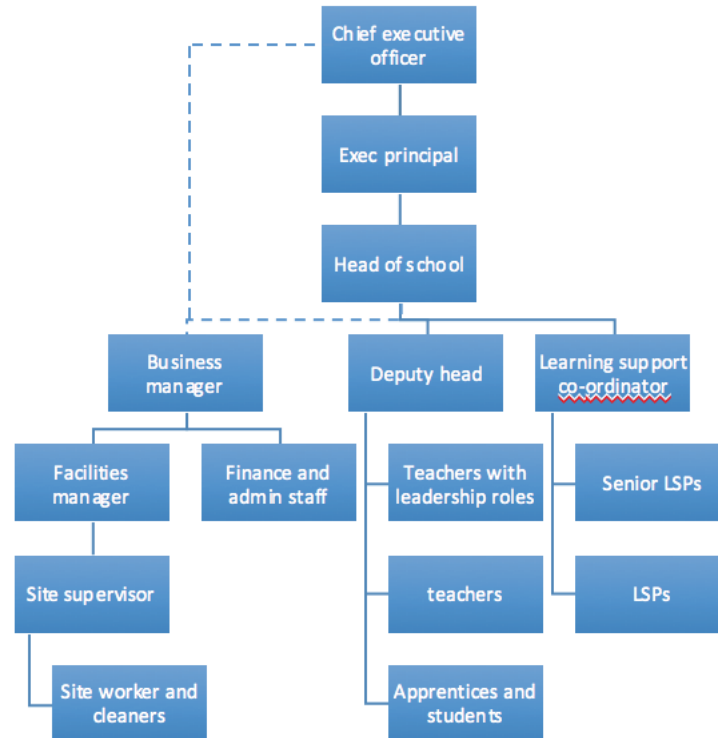 Chief executive
officer
Exec principal
Head of school
Business
manager
Deputy head
Learning support
co-ordinator
Facilities
manager
Finance and
admin staff
Teachers with
leadership roles
Senior LSPs
Site supervisor
teachers
LSPs
Site worker and
cleaners
Apprentices and
students